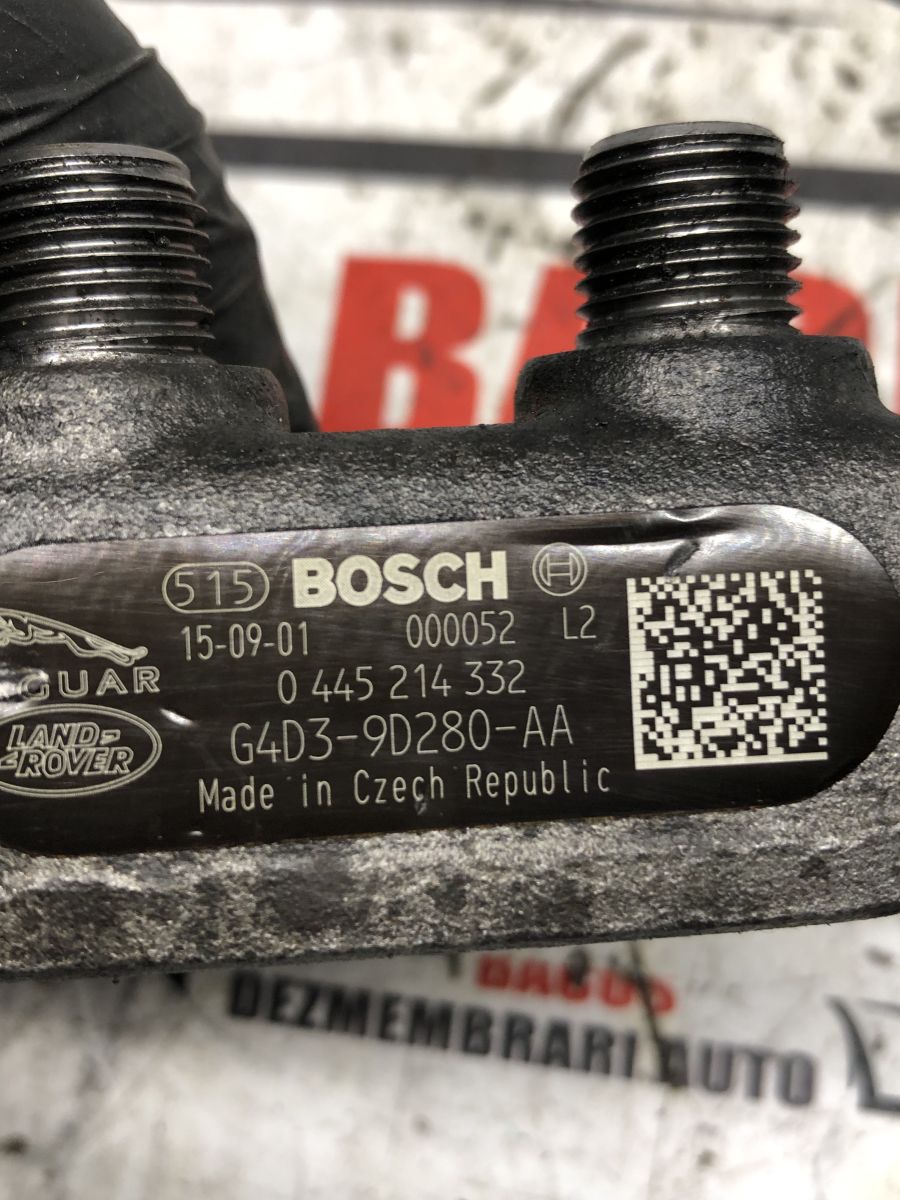 515 BOSCH
15-09-01 000052 L2
0 445 214 332
GUAR
G4D3-9D280-AA
LAND-
-ROVER
Made in Czech Republic
BACOS
DEZMEMBRARI AUTO